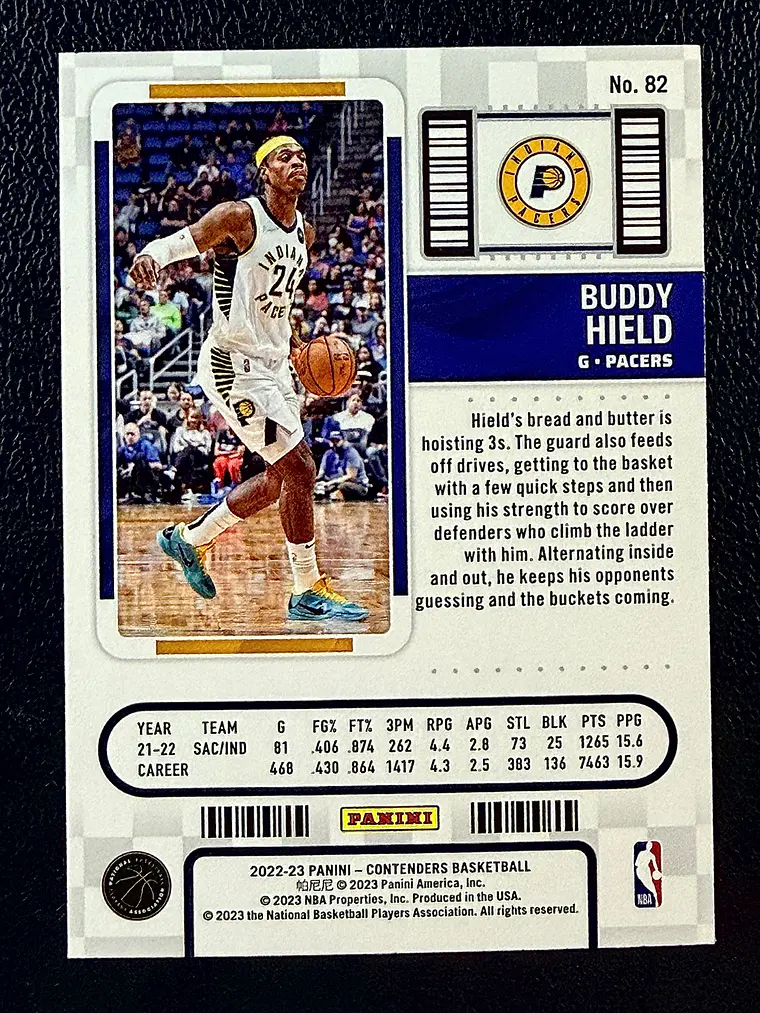 No. 82
INDIANA
PACERS
INDIANA
24
PACE
BUDDY
HIELD
G • PACERS
Hield's bread and butter is
hoisting 3s. The guard also feeds
off drives, getting to the basket
with a few quick steps and then
using his strength to score over
defenders who climb the ladder
with him. Alternating inside
and out, he keeps his opponents
guessing and the buckets coming.
YEAR TEAM G FG% FT% 3PM RPG APG STL BLK PTS PPG
21–22 SAC/IND 81 .406 .874 262 4.4 2.8 73 25 1265 15.6
CAREER 468 .430 .864 1417 4.3 2.5 383 136 7463 15.9
PANINI
NATIONAL BASKETBALL
ASSOCIATION
NBA
2022-23 PANINI – CONTENDERS BASKETBALL
帕尼尼 © 2023 Panini America, Inc.
© 2023 NBA Properties, Inc. Produced in the USA.
© 2023 the National Basketball Players Association. All rights reserved.